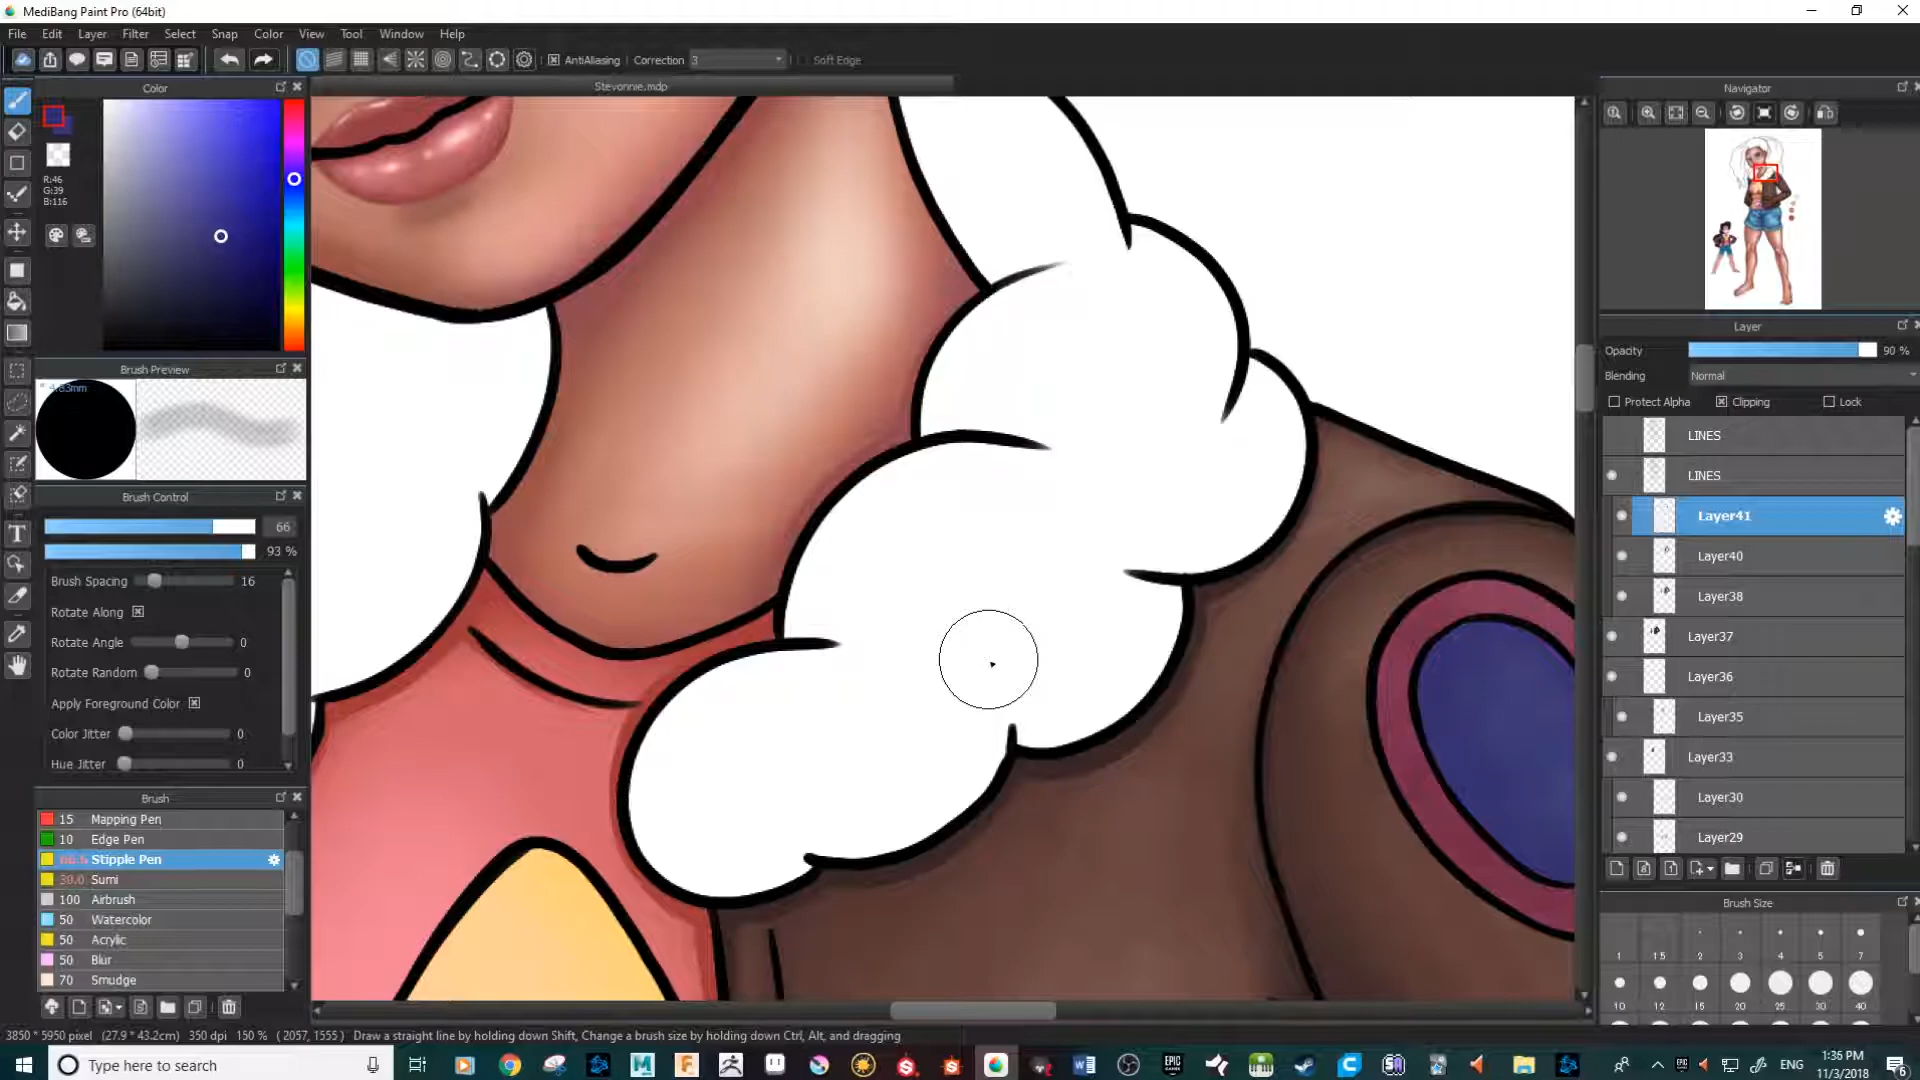 MediBang Paint Pro (64bit)
File Edit Layer Filter Select Snap Color View Tool Window Help
AntiAliasing Correction 3 Soft Edge
Color
Stevonnie.mdp
Navigator
R:46
G:39
B:116
Brush Preview
4.83mm
Brush Control
66
93 %
Brush Spacing 16
Rotate Along
Rotate Angle 0
Rotate Random 0
Apply Foreground Color
Color Jitter 0
Hue Jitter 0
Brush
15 Mapping Pen
10 Edge Pen
Stipple Pen
30.0 Sumi
100 Airbrush
50 Watercolor
50 Acrylic
50 Blur
70 Smudge
Layer
Opacity 90 %
Blending Normal
Protect Alpha Clipping Lock
LINES
LINES
Layer41
Layer40
Layer38
Layer37
Layer36
Layer35
Layer33
Layer30
Layer29
Brush Size
1 1.5 2 3 4 5 7
10 12 15 20 25 30 40
3850 * 5950 pixel (27.9 * 43.2cm) 350 dpi 150 % ( 2057, 1555 ) Draw a straight line by holding down Shift, Change a brush size by holding down Ctrl, Alt, and dragging
Type here to search
ENG
1:36 PM
11/3/2018
6